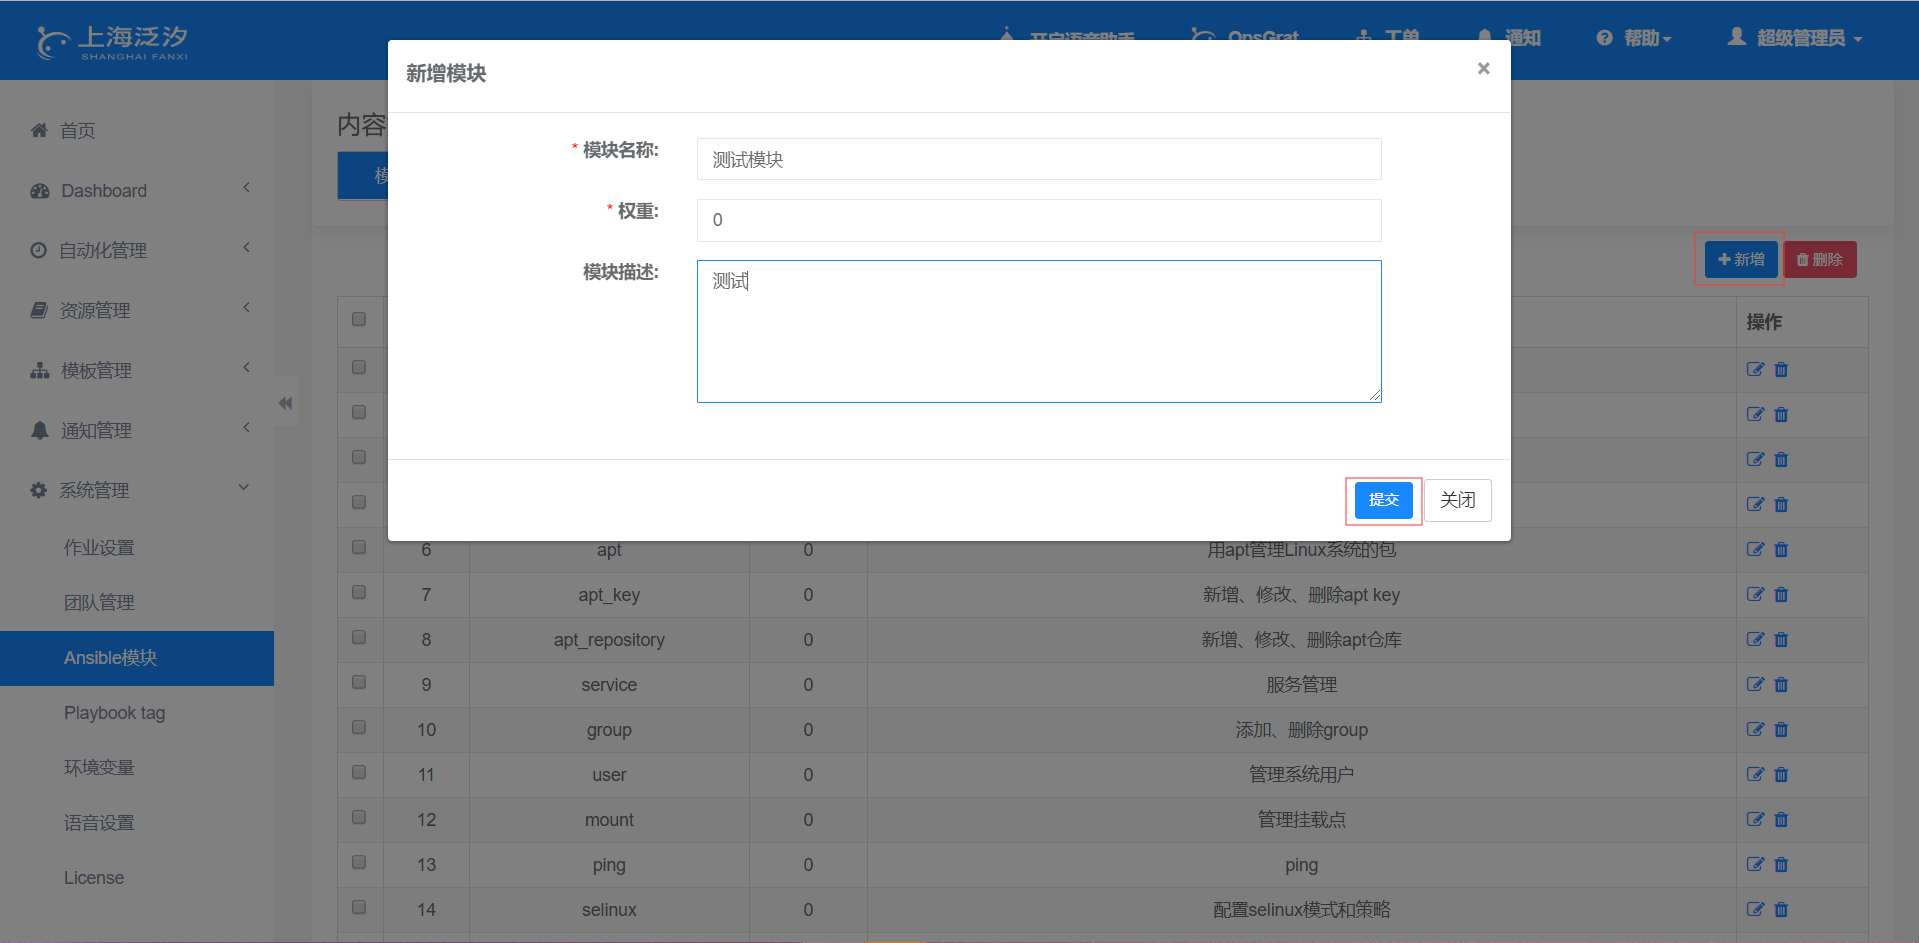 上海泛汐
SHANGHAI FANXI
开启语音助手
OpsGrat
工单
通知
帮助
超级管理员
首页
Dashboard
自动化管理
资源管理
模板管理
通知管理
系统管理
作业设置
团队管理
Ansible模块
Playbook tag
环境变量
语音设置
License
内容
模
新增模块
×
* 模块名称:
测试模块
* 权重:
0
模块描述:
测试
提交
关闭
新增
删除
操作
6 apt 0 用apt管理Linux系统的包
7 apt_key 0 新增、修改、删除apt key
8 apt_repository 0 新增、修改、删除apt仓库
9 service 0 服务管理
10 group 0 添加、删除group
11 user 0 管理系统用户
12 mount 0 管理挂载点
13 ping 0 ping
14 selinux 0 配置selinux模式和策略